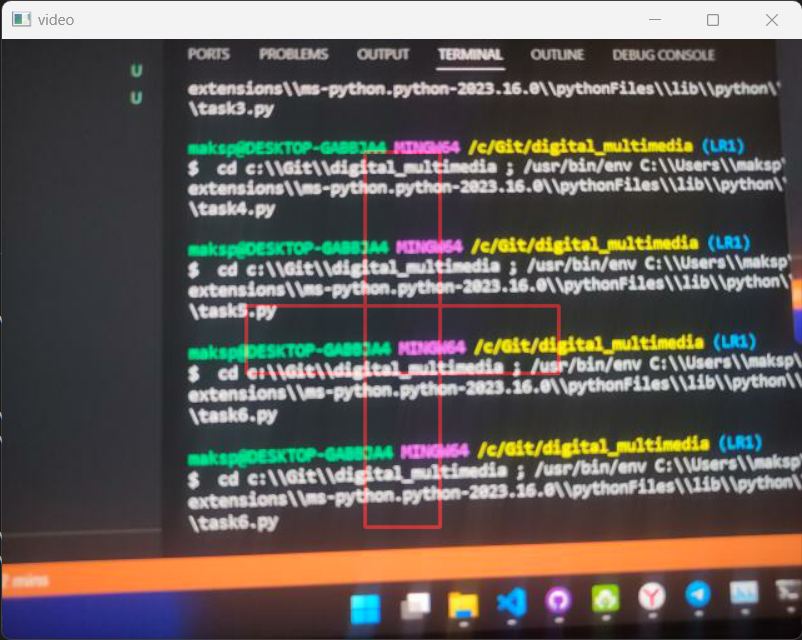 video
PORTS PROBLEMS OUTPUT TERMINAL OUTLINE DEBUG CONSOLE
U
extensions\\ms-python.python-2023.16.0\\pythonFiles\\lib\\python\
U
\task3.py
maksp@DESKTOP-GABBJA4 MINGW64 /c/Git/digital_multimedia (LR1)
$ cd c:\\Git\\digital_multimedia ; /usr/bin/env C:\\Users\\maksp\
extensions\\ms-python.python-2023.16.0\\pythonFiles\\lib\\python\
\task4.py
maksp@DESKTOP-GABBJA4 MINGW64 /c/Git/digital_multimedia (LR1)
$ cd c:\\Git\\digital_multimedia ; /usr/bin/env C:\\Users\\maksp\
extensions\\ms-python.python-2023.16.0\\pythonFiles\\lib\\python\
\task5.py
maksp@DESKTOP-GABBJA4 MINGW64 /c/Git/digital_multimedia (LR1)
$ cd c:\\Git\\digital_multimedia ; /usr/bin/env C:\\Users\\maksp\
extensions\\ms-python.python-2023.16.0\\pythonFiles\\lib\\python\
\task6.py
maksp@DESKTOP-GABBJA4 MINGW64 /c/Git/digital_multimedia (LR1)
$ cd c:\\Git\\digital_multimedia ; /usr/bin/env C:\\Users\\maksp
extensions\\ms-python.python-2023.16.0\\pythonFiles\\lib\\python\
\task6.py
mins